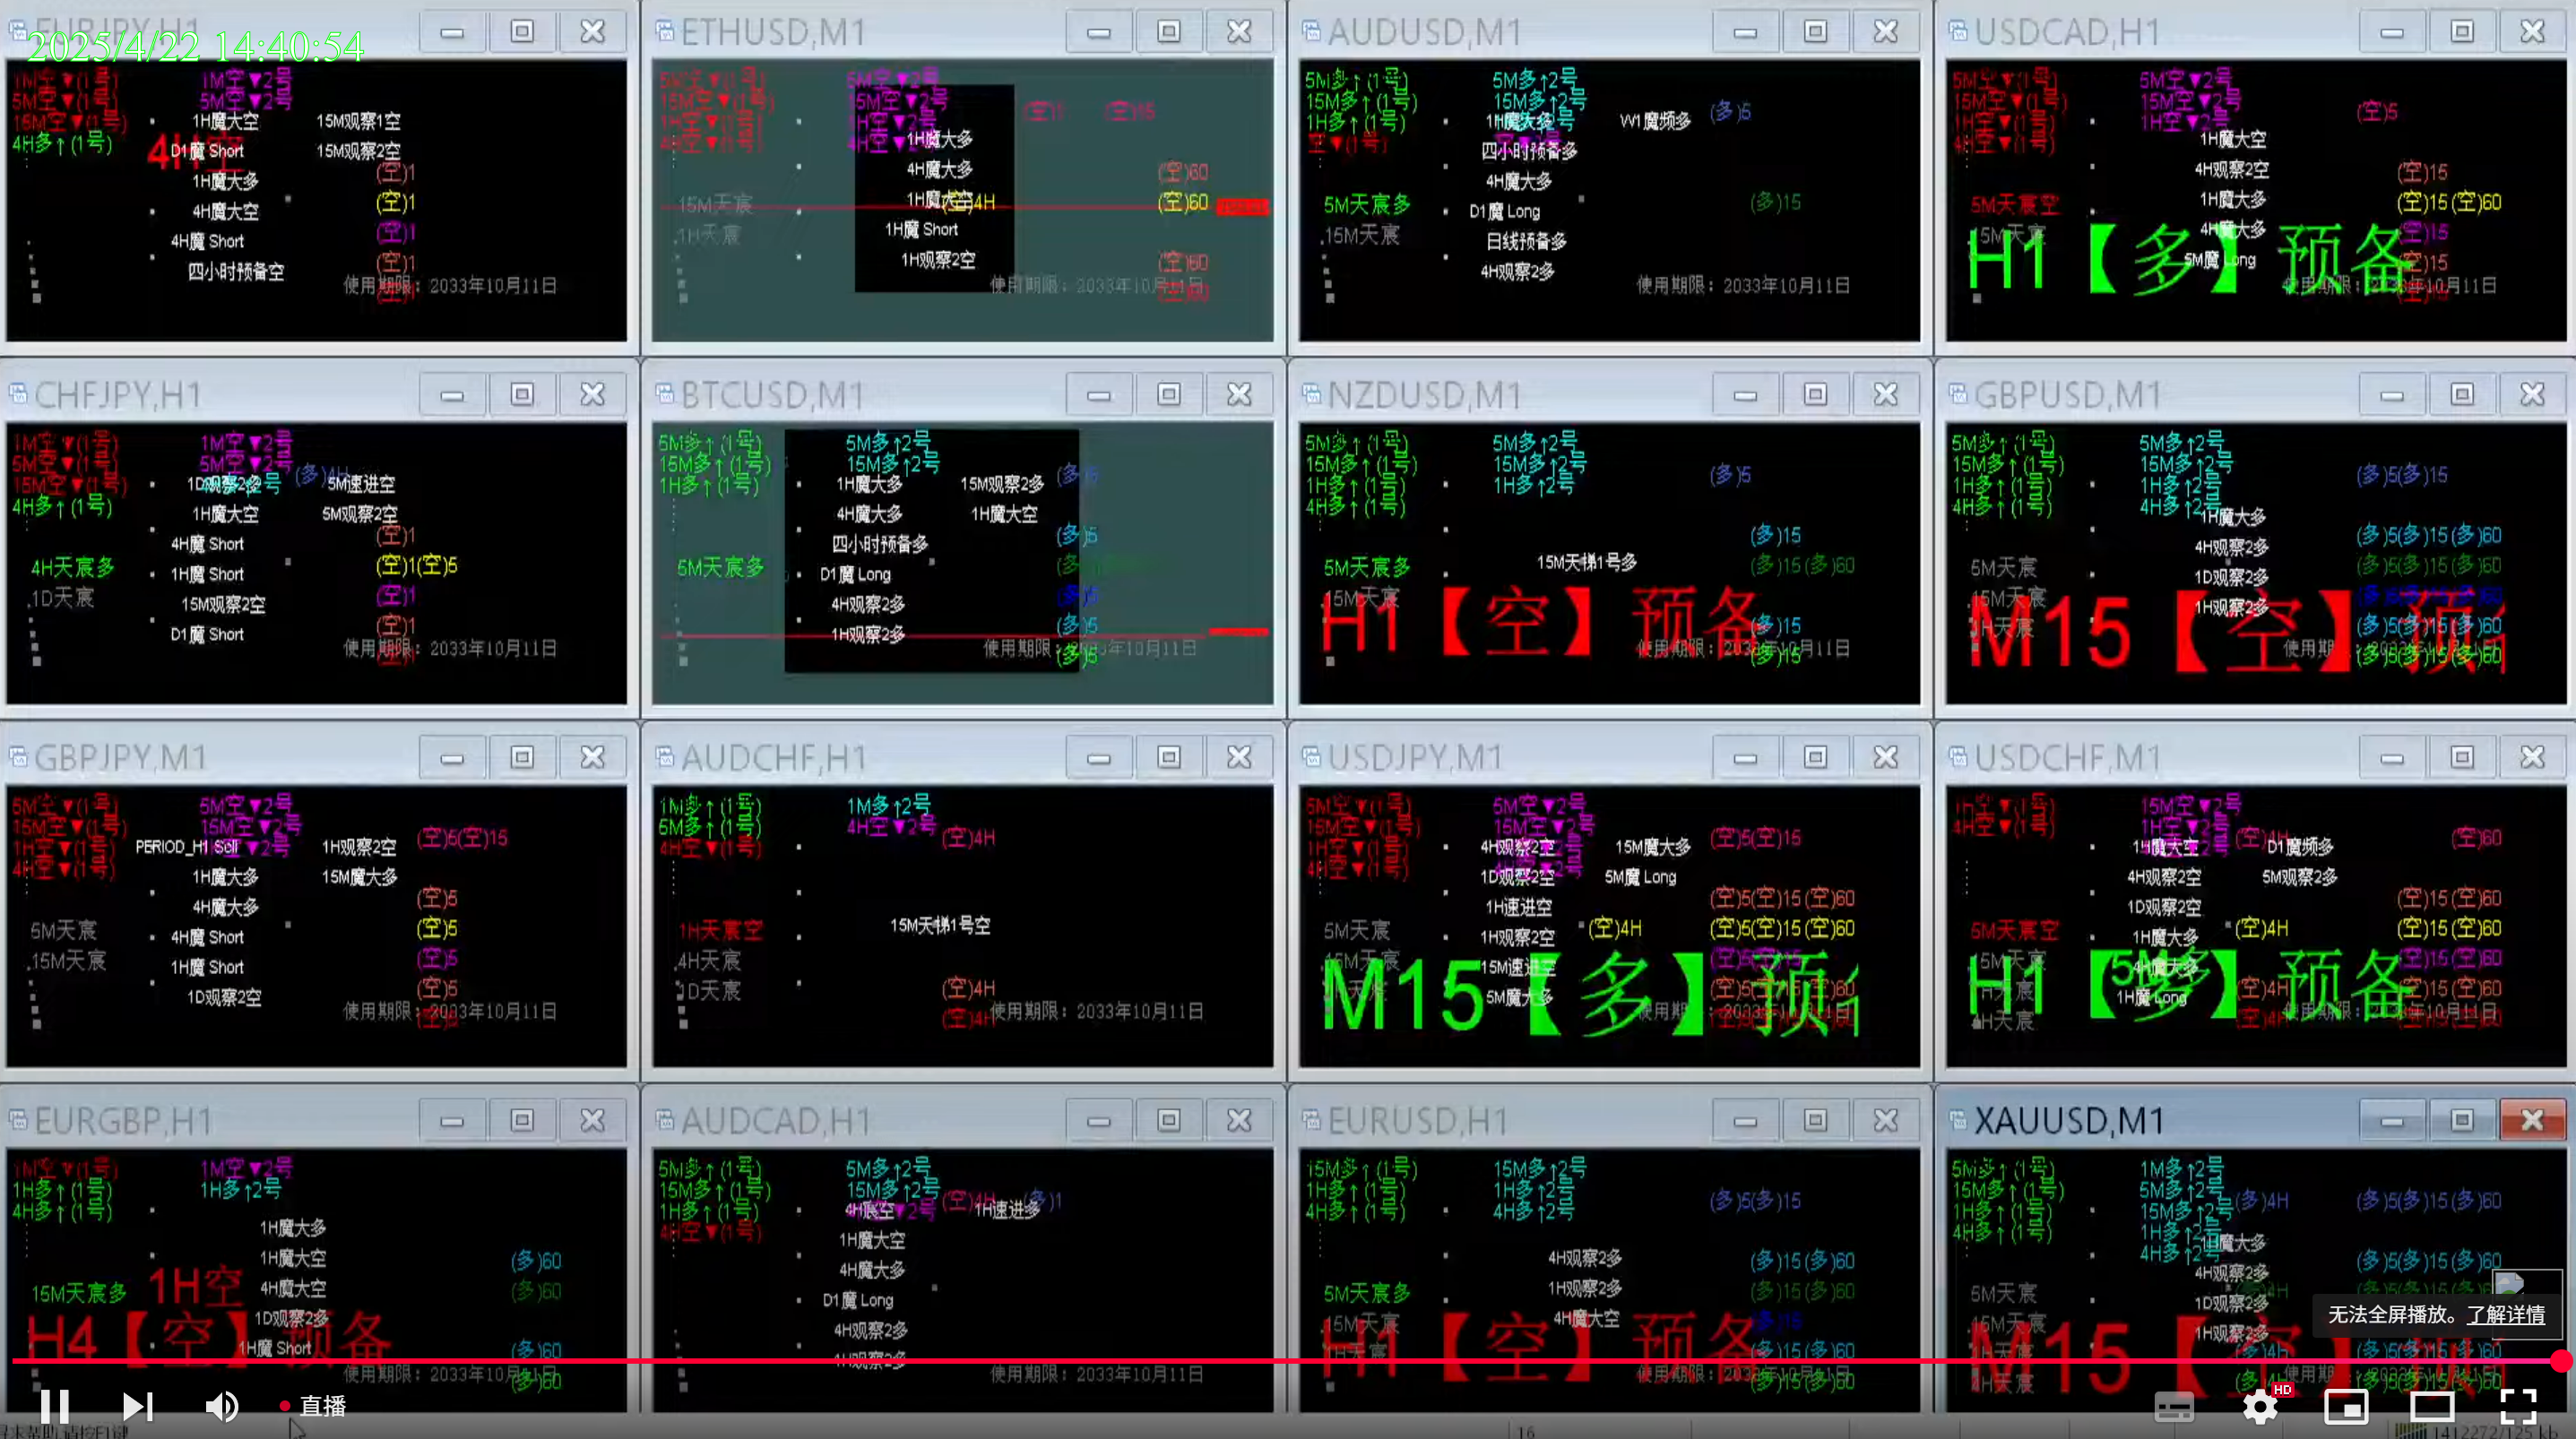 2025/4/22 14:40:54
EURJPY,H1
1M空▼(1号)
5M空▼(1号)
15M空▼(1号)
4H多↑(1号)
1M空▼2号
5M空▼2号
1H魔大空
15M观察1空
D1魔 Short
15M观察2空
1H魔大多
4H魔大空
4H魔 Short
四小时预备空
(空)1
(空)1
(空)1
(空)1
使用期限：2033年10月11日
ETHUSD,M1
5M空▼(1号)
15M空▼(1号)
1H空▼(1号)
4H空▼(1号)
5M空▼2号
15M空▼2号
1H空▼2号
4H空
(空)15
1H魔大多
4H魔大多
1H魔大空
(空)4H
1H魔 Short
1H观察2空
15M天宸
1H天宸
(空)60
(空)60
(空)60
(空)60
使用期限：2033年10月11日
AUDUSD,M1
5M多↑(1号)
15M多↑(1号)
1H多↑(1号)
空▼(1号)
5M多↑2号
15M多↑2号
1H魔大多
W1魔频多
(多)5
四小时预备多
4H魔大多
5M天宸多
15M天宸
D1魔 Long
日线预备多
4H观察2多
(多)15
使用期限：2033年10月11日
USDCAD,H1
5M空▼(1号)
15M空▼(1号)
1H空▼(1号)
4H空▼(1号)
5M空▼2号
15M空▼2号
1H空▼2号
(空)5
1H魔大空
4H观察2空
1H魔大多
4H魔大多
5M魔 Long
5M天宸空
15M天宸
(空)15
(空)15(空)60
(空)15
(空)15
H1【多】预备
CHFJPY,H1
1M空▼(1号)
5M空▼(1号)
15M空▼(1号)
4H多↑(1号)
1M空▼2号
5M空▼2号
(多)4H
1D观察2多
5M速进空
1H魔大空
5M观察2空
4H魔 Short
1H魔 Short
15M观察2空
D1魔 Short
4H天宸多
1D天宸
(空)1
(空)1(空)5
(空)1
(空)1
使用期限：2033年10月11日
BTCUSD,M1
5M多↑(1号)
15M多↑(1号)
1H多↑(1号)
5M多↑2号
15M多↑2号
1H魔大多
15M观察2多
4H魔大多
1H魔大空
四小时预备多
D1魔 Long
4H观察2多
1H观察2多
5M天宸多
(多)5
(多)5
(多)5
使用期限：2033年10月11日
NZDUSD,M1
5M多↑(1号)
15M多↑(1号)
1H多↑(1号)
4H多↑(1号)
5M多↑2号
15M多↑2号
1H多↑2号
(多)5
(多)15
15M天梯1号多
(多)15(多)60
5M天宸多
15M天宸
H1【空】预备
(多)15
(多)15
使用期限：2033年10月11日
GBPUSD,M1
5M多↑(1号)
15M多↑(1号)
1H多↑(1号)
4H多↑(1号)
5M多↑2号
15M多↑2号
1H多↑2号
4H多↑2号
(多)5(多)15
1H魔大多
4H观察2多
1D观察2多
1H观察2多
5M天宸
15M天宸
1H天宸
(多)5(多)15(多)60
(多)5(多)15(多)60
(多)5(多)15(多)60
(多)5(多)15(多)60
(多)5(多)15(多)60
M15【空】预
GBPJPY,M1
5M空▼(1号)
15M空▼(1号)
1H空▼(1号)
4H空▼(1号)
5M空▼2号
15M空▼2号
PERIOD_H1 Sell
1H观察2空
(空)5(空)15
1H魔大多
15M魔大多
4H魔大多
4H魔 Short
1H魔 Short
1D观察2空
5M天宸
15M天宸
(空)5
(空)5
(空)5
(空)5
使用期限：2033年10月11日
AUDCHF,H1
1M多↑(1号)
5M多↑(1号)
4H空▼(1号)
1M多↑2号
4H空▼2号
(空)4H
15M天梯1号空
1H天宸空
4H天宸
1D天宸
(空)4H
(空)4H
使用期限：2033年10月11日
USDJPY,M1
5M空▼(1号)
15M空▼(1号)
1H空▼(1号)
4H空▼(1号)
5M空▼2号
15M空▼2号
4H观察2空
15M魔大多
(空)5(空)15
1D观察2空
5M魔 Long
1H速进空
1H观察2空
15M速进空
5M魔大多
(空)4H
5M天宸
15M天宸
(空)5(空)15(空)60
(空)5(空)15(空)60
M15【多】预
USDCHF,M1
1H空▼(1号)
4H空▼(1号)
15M空▼2号
1H空▼2号
(空)4H
(空)60
1H魔大空
D1魔频多
4H观察2空
5M观察2多
1D观察2空
1H魔大多
4H魔大多
1H魔 Long
5M天宸空
15M天宸
1H天宸
4H天宸
(空)4H
(空)15(空)60
(空)15(空)60
(空)15(空)60
(空)15(空)60
H1【多】预备
EURGBP,H1
1M空▼(1号)
1H多↑(1号)
4H多↑(1号)
1M空▼2号
1H多↑2号
1H魔大多
1H魔大空
4H魔大空
1D观察2多
1H魔 Short
15M天宸多
1H空
H4【空】预备
(多)60
(多)60
(多)60
(多)60
使用期限：2033年10月11日
AUDCAD,H1
5M多↑(1号)
15M多↑(1号)
1H多↑(1号)
4H空▼(1号)
5M多↑2号
15M多↑2号
(空)4H
(多)1
1H速进多
1H魔大空
4H魔大多
D1魔 Long
4H观察2多
1H观察2多
使用期限：2033年10月11日
EURUSD,H1
15M多↑(1号)
1H多↑(1号)
4H多↑(1号)
15M多↑2号
1H多↑2号
4H多↑2号
(多)5(多)15
4H观察2多
1H观察2多
4H魔大空
5M天宸多
15M天宸
1H天宸
(多)15(多)60
(多)15(多)60
(多)15
(多)15(多)60
(多)15(多)60
H1【空】预备
使用期限：2033年10月11日
XAUUSD,M1
5M多↑(1号)
15M多↑(1号)
1H多↑(1号)
4H多↑(1号)
1M多↑2号
5M多↑2号
15M多↑2号
1H多↑2号
4H多↑2号
(多)4H
(多)5(多)15(多)60
1H魔大多
4H观察2多
1D观察2多
1H观察2多
5M天宸
15M天宸
4H天宸
(多)5(多)15(多)60
M15【空】预
无法全屏播放。了解详情
直播
HD
16